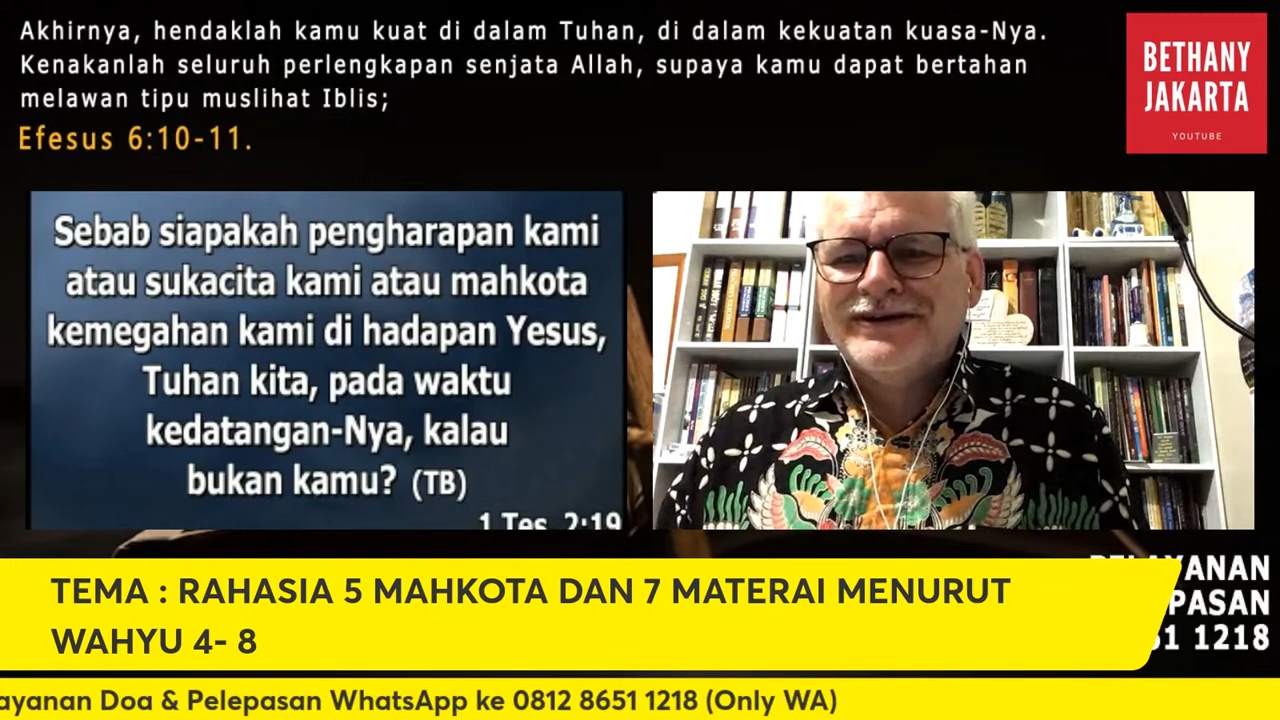 Akhirnya, hendaklah kamu kuat di dalam Tuhan, di dalam kekuatan kuasa-Nya.
Kenakanlah seluruh perlengkapan senjata Allah, supaya kamu dapat bertahan
melawan tipu muslihat Iblis;
Efesus 6:10-11.
BETHANY
JAKARTA
YOUTUBE
Sebab siapakah pengharapan kami
atau sukacita kami atau mahkota
kemegahan kami di hadapan Yesus,
Tuhan kita, pada waktu
kedatangan-Nya, kalau
bukan kamu? (TB)
1 Tes. 2:19
TEMA : RAHASIA 5 MAHKOTA DAN 7 MATERAI MENURUT
WAHYU 4- 8
1218
ayanan Doa & Pelepasan WhatsApp ke 0812 8651 1218 (Only WA)